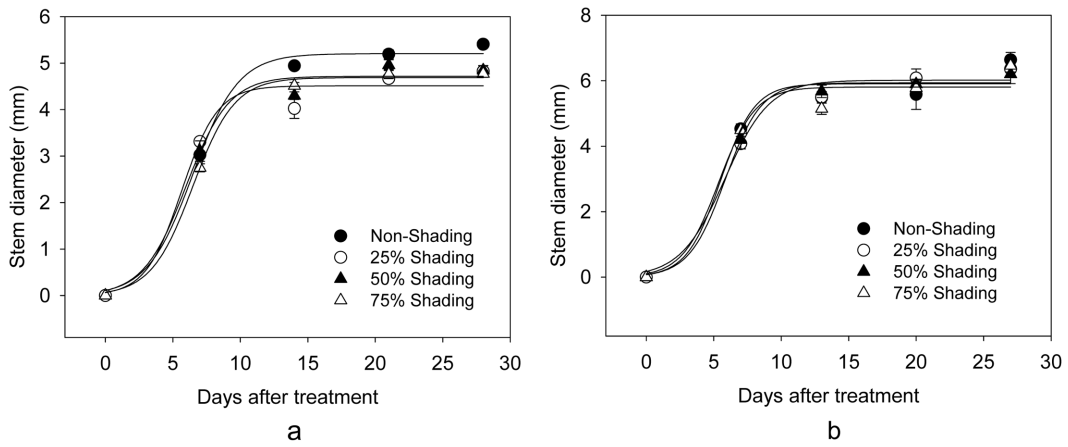 6
5
4
3
2
1
0
Stem diameter (mm)
Non-Shading
25% Shading
50% Shading
75% Shading
0 5 10 15 20 25 30
Days after treatment
a
8
6
4
2
0
Stem diameter (mm)
Non-Shading
25% Shading
50% Shading
75% Shading
0 5 10 15 20 25 30
Days after treatment
b